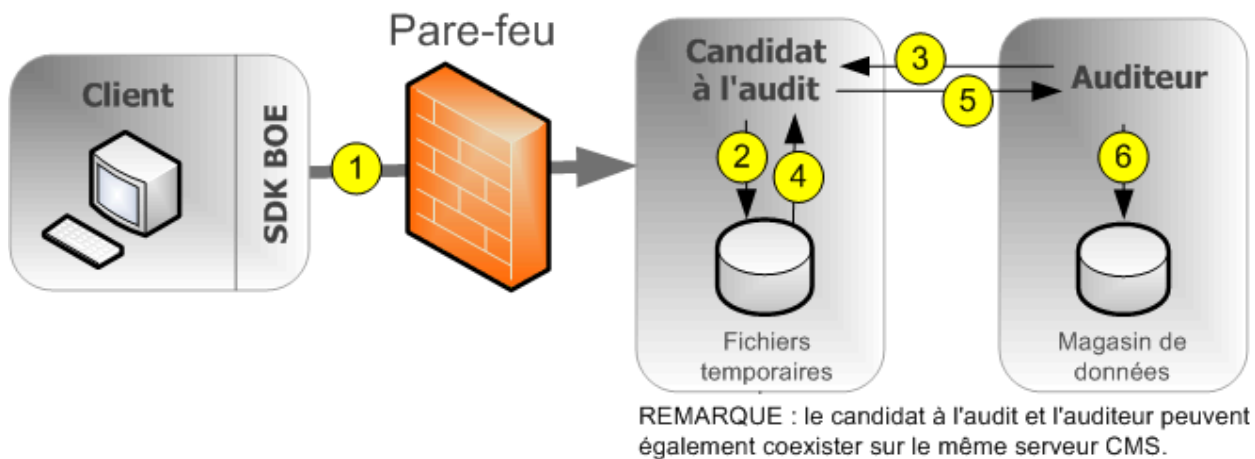 Pare-feu
Client
SDK BOE
1
Candidat
à l'audit
2
4
Fichiers
temporaires
3
5
Auditeur
6
Magasin de
données
REMARQUE : le candidat à l'audit et l'auditeur peuvent
également coexister sur le même serveur CMS.